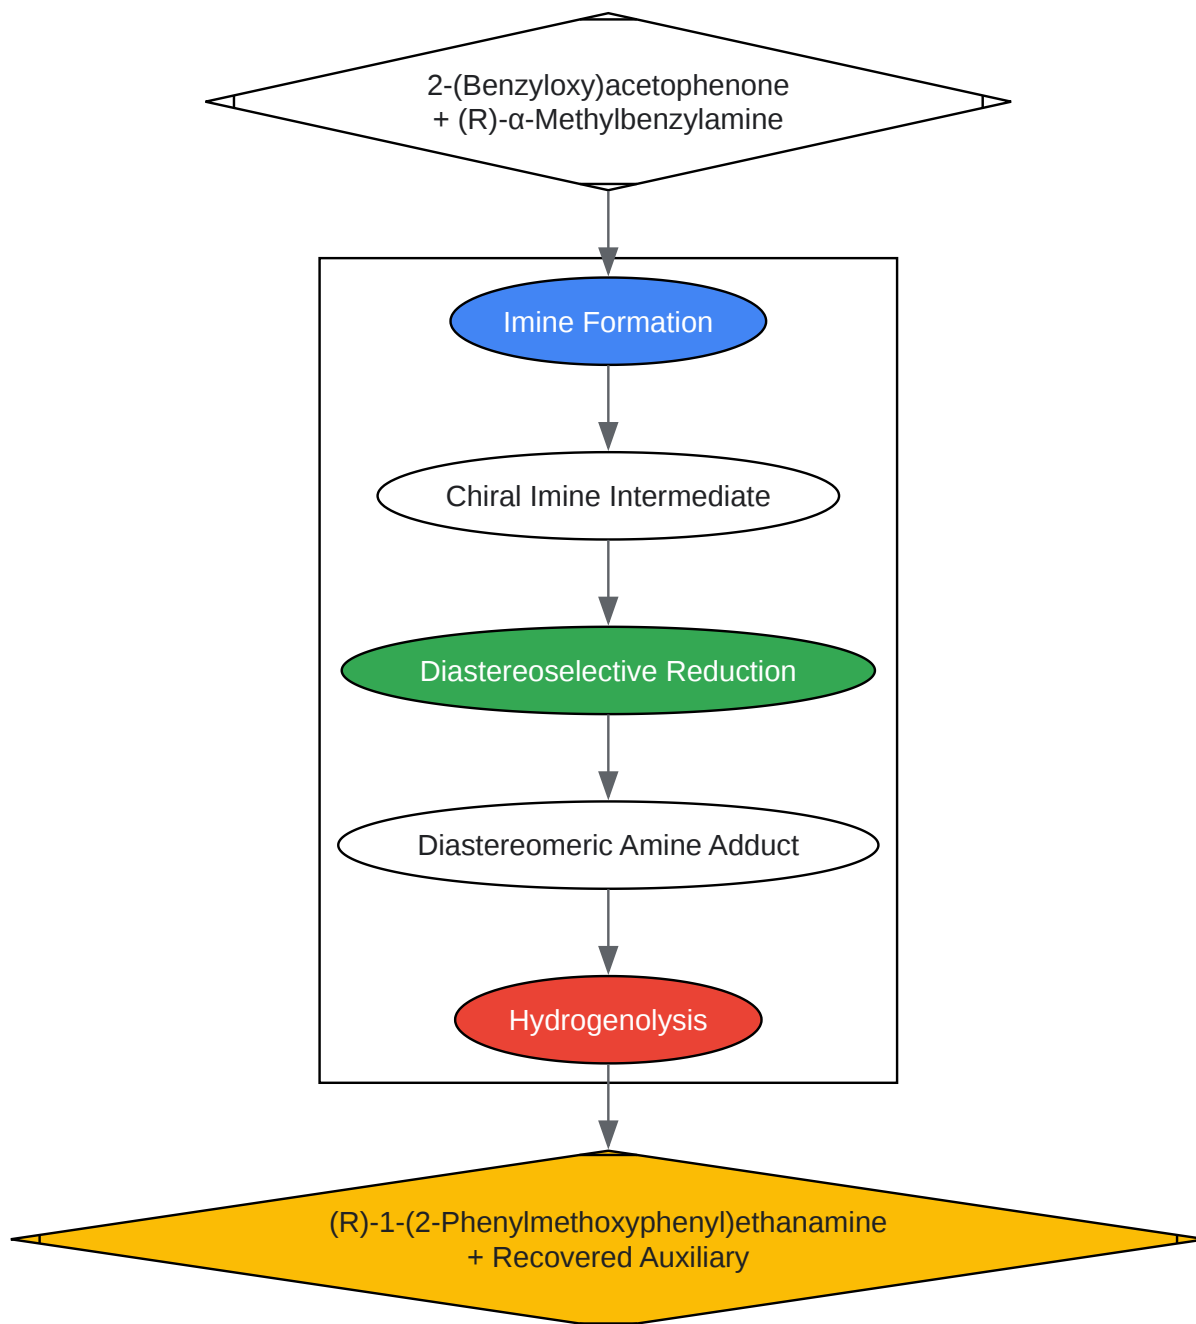 2-(Benzyloxy)acetophenone
+ (R)-α-Methylbenzylamine
Imine Formation
Chiral Imine Intermediate
Diastereoselective Reduction
Diastereomeric Amine Adduct
Hydrogenolysis
(R)-1-(2-Phenylmethoxyphenyl)ethanamine
+ Recovered Auxiliary